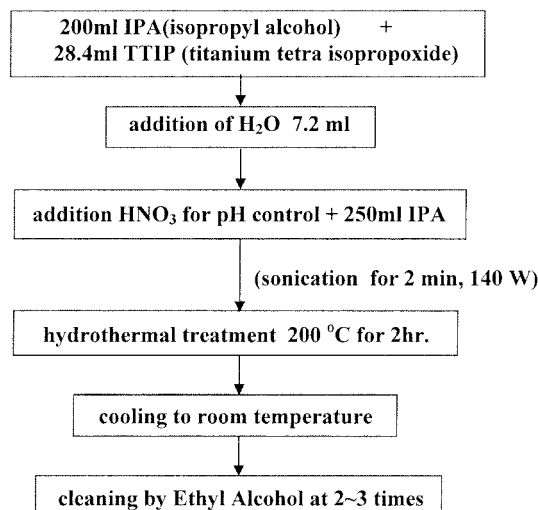 200ml IPA(isopropyl alcohol) +
28.4ml TTIP (titanium tetra isopropoxide)
addition of H₂O 7.2 ml
addition HNO₃ for pH control + 250ml IPA
(sonication for 2 min, 140 W)
hydrothermal treatment 200 °C for 2hr.
cooling to room temperature
cleaning by Ethyl Alcohol at 2~3 times